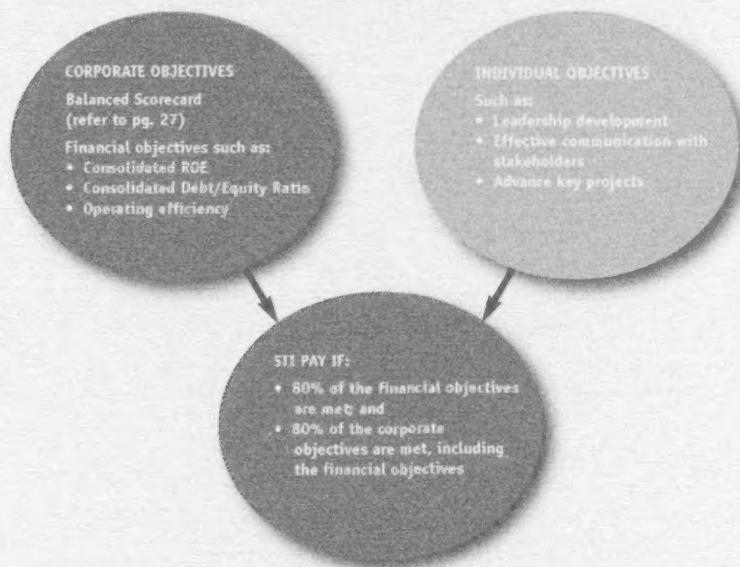 CORPORATE OBJECTIVES
Balanced Scorecard
(refer to pg. 27)
Financial objectives such as:
• Consolidated ROE
• Consolidated Debt/Equity Ratio
• Operating efficiency
INDIVIDUAL OBJECTIVES
Such as:
• Leadership development
• Effective communication with
stakeholders
• Advance key projects
STI PAY IF:
• 80% of the financial objectives
are met; and
• 80% of the corporate
objectives are met, including
the financial objectives